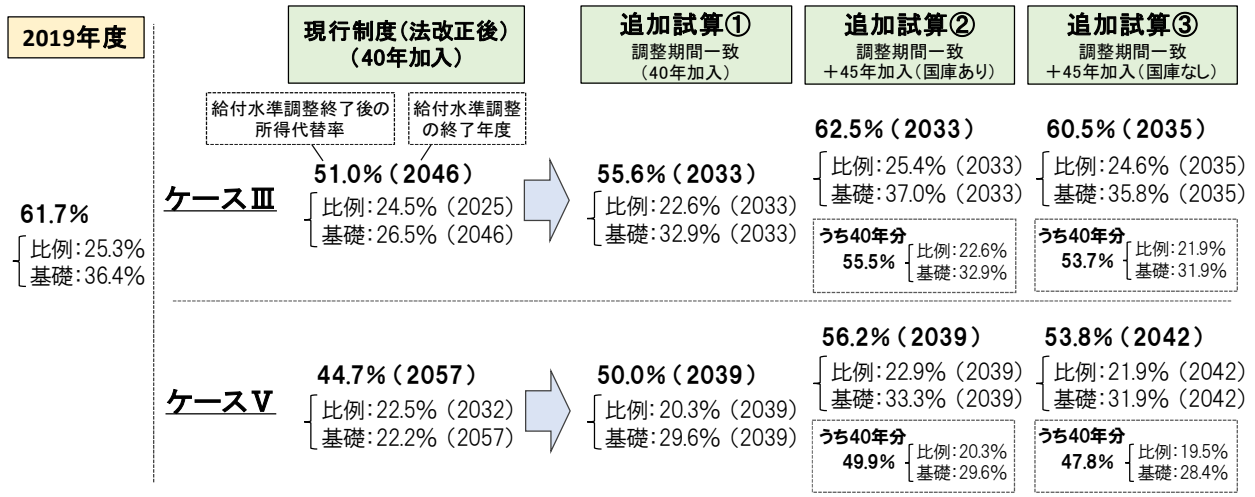 2019年度
現行制度(法改正後)
(40年加入)
追加試算①
調整期間一致
(40年加入)
追加試算②
調整期間一致
+45年加入(国庫あり)
追加試算③
調整期間一致
+45年加入(国庫なし)
給付水準調整終了後の
所得代替率
給付水準調整
の終了年度
61.7%
比例:25.3%
基礎:36.4%
ケースⅢ
51.0%(2046)
比例:24.5% (2025)
基礎:26.5% (2046)
55.6%(2033)
比例:22.6% (2033)
基礎:32.9% (2033)
62.5%(2033)
比例:25.4% (2033)
基礎:37.0% (2033)
うち40年分
55.5%
比例:22.6%
基礎:32.9%
60.5%(2035)
比例:24.6% (2035)
基礎:35.8% (2035)
うち40年分
53.7%
比例:21.9%
基礎:31.9%
ケースⅤ
44.7%(2057)
比例:22.5% (2032)
基礎:22.2% (2057)
50.0%(2039)
比例:20.3% (2039)
基礎:29.6% (2039)
56.2%(2039)
比例:22.9% (2039)
基礎:33.3% (2039)
うち40年分
49.9%
比例:20.3%
基礎:29.6%
53.8%(2042)
比例:21.9% (2042)
基礎:31.9% (2042)
うち40年分
47.8%
比例:19.5%
基礎:28.4%